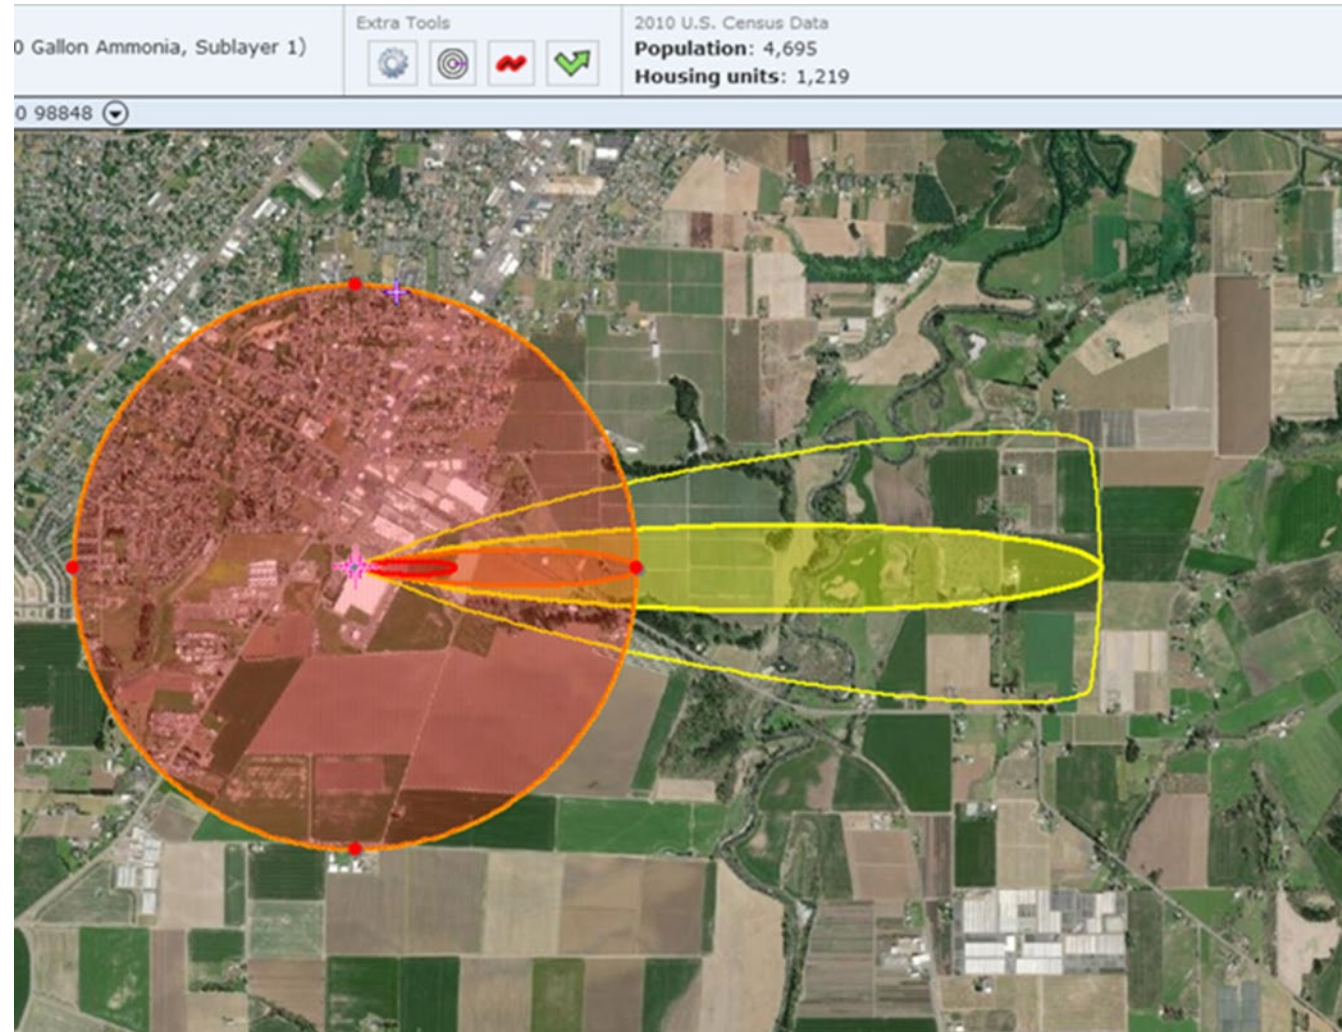 0 Gallon Ammonia, Sublayer 1)
Extra Tools
2010 U.S. Census Data
Population: 4,695
Housing units: 1,219
0 98848